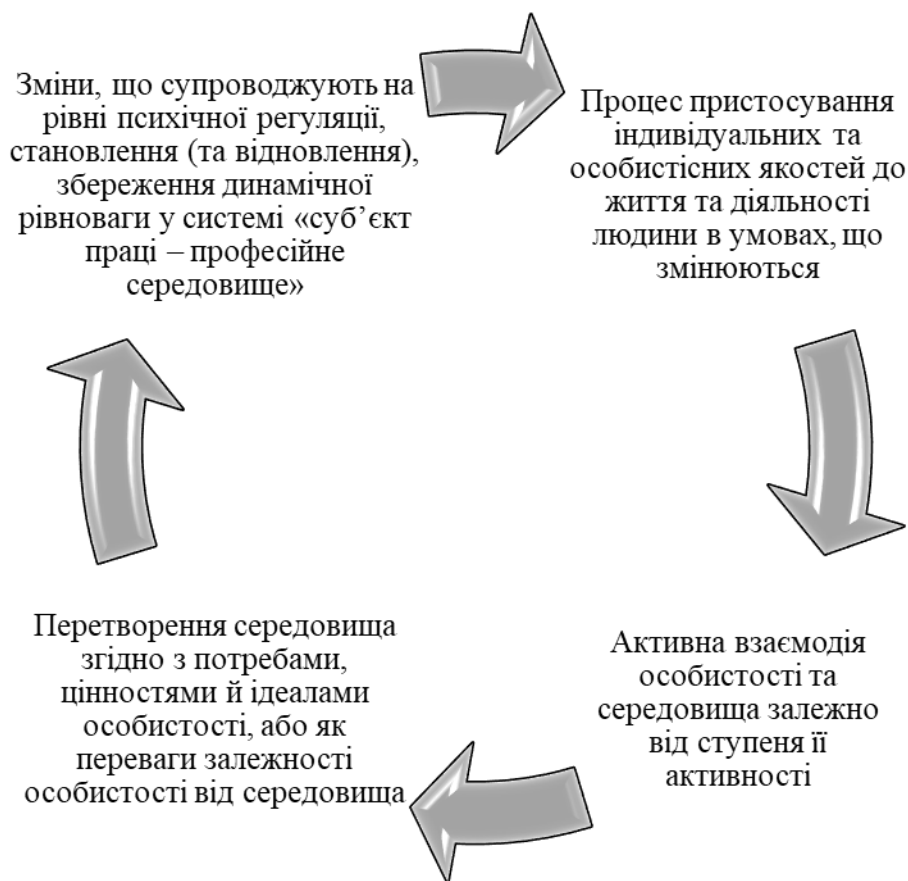 Зміни, що супроводжують на
рівні психічної регуляції,
становлення (та відновлення),
збереження динамічної
рівноваги у системі «суб’єкт
праці – професійне
середовище»
Процес пристосування
індивідуальних та
особистісних якостей до
життя та діяльності
людини в умовах, що
змінюються
Активна взаємодія
особистості та
середовища залежно
від ступеня її
активності
Перетворення середовища
згідно з потребами,
цінностями й ідеалами
особистості, або як
переваги залежності
особистості від середовища